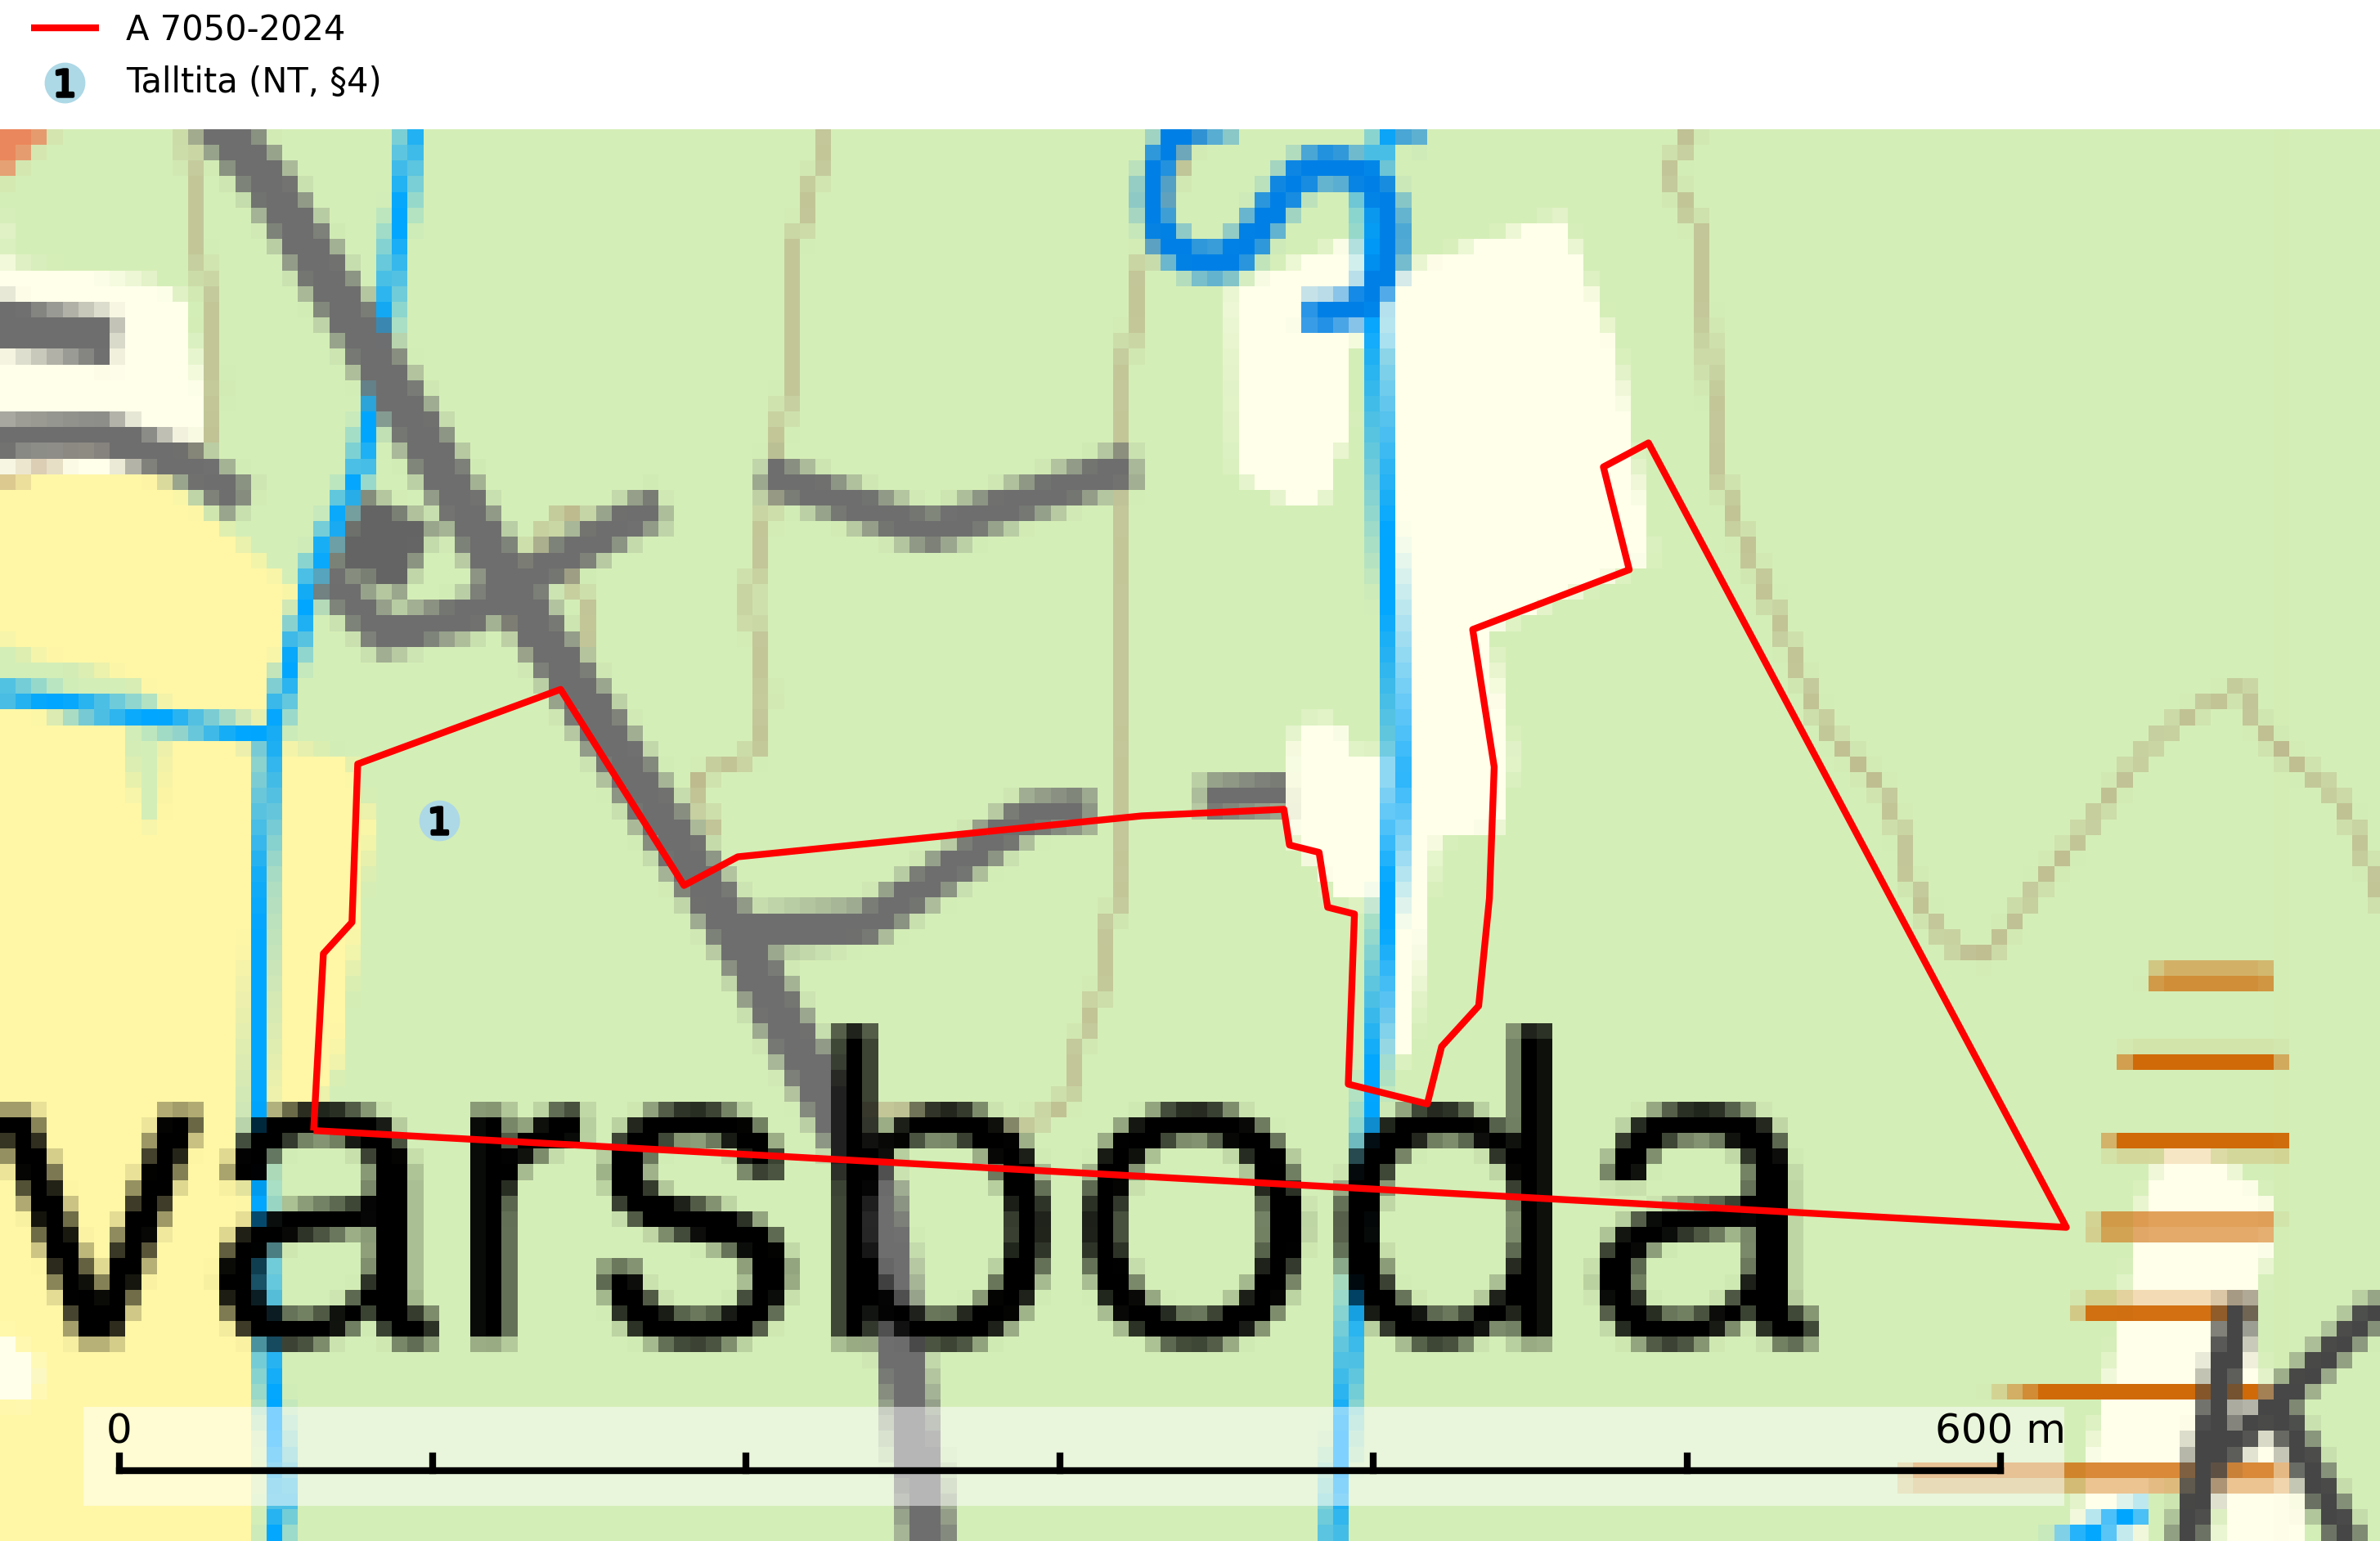 A 7050-2024
1 Talltita (NT, §4)
1
varsboda
0 600 m